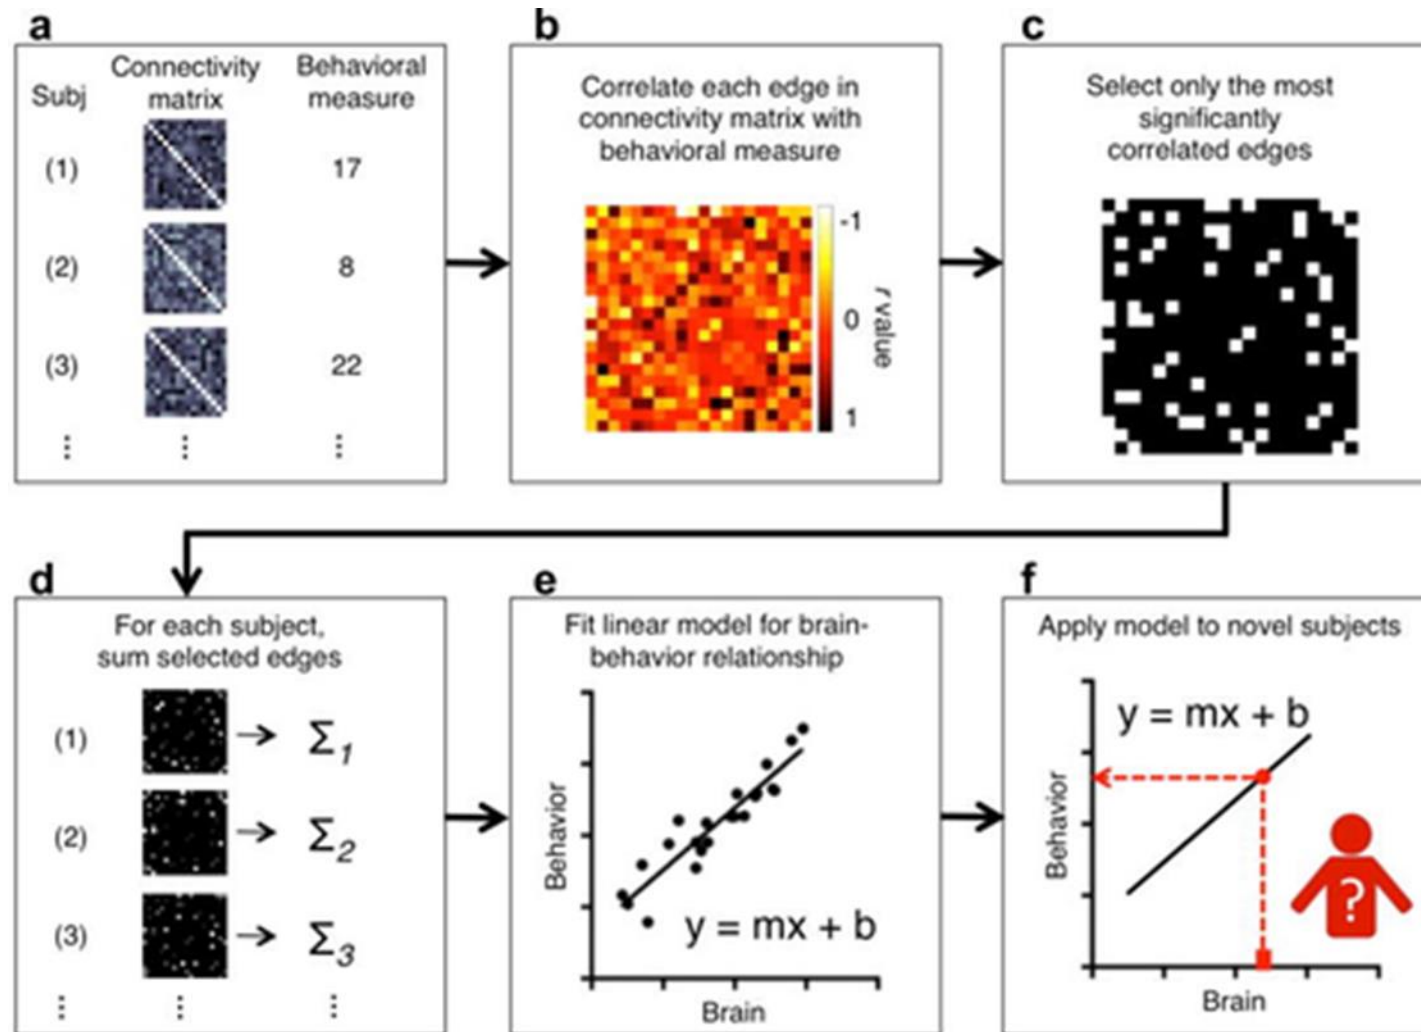 a
Subj
Connectivity
matrix
Behavioral
measure
(1)
17
(2)
8
(3)
22
b
Correlate each edge in
connectivity matrix with
behavioral measure
-1
0
1
r value
c
Select only the most
significantly
correlated edges
d
For each subject,
sum selected edges
(1)
Σ1
(2)
Σ2
(3)
Σ3
e
Fit linear model for brain-
behavior relationship
Behavior
y = mx + b
Brain
f
Apply model to novel subjects
y = mx + b
Behavior
?
Brain